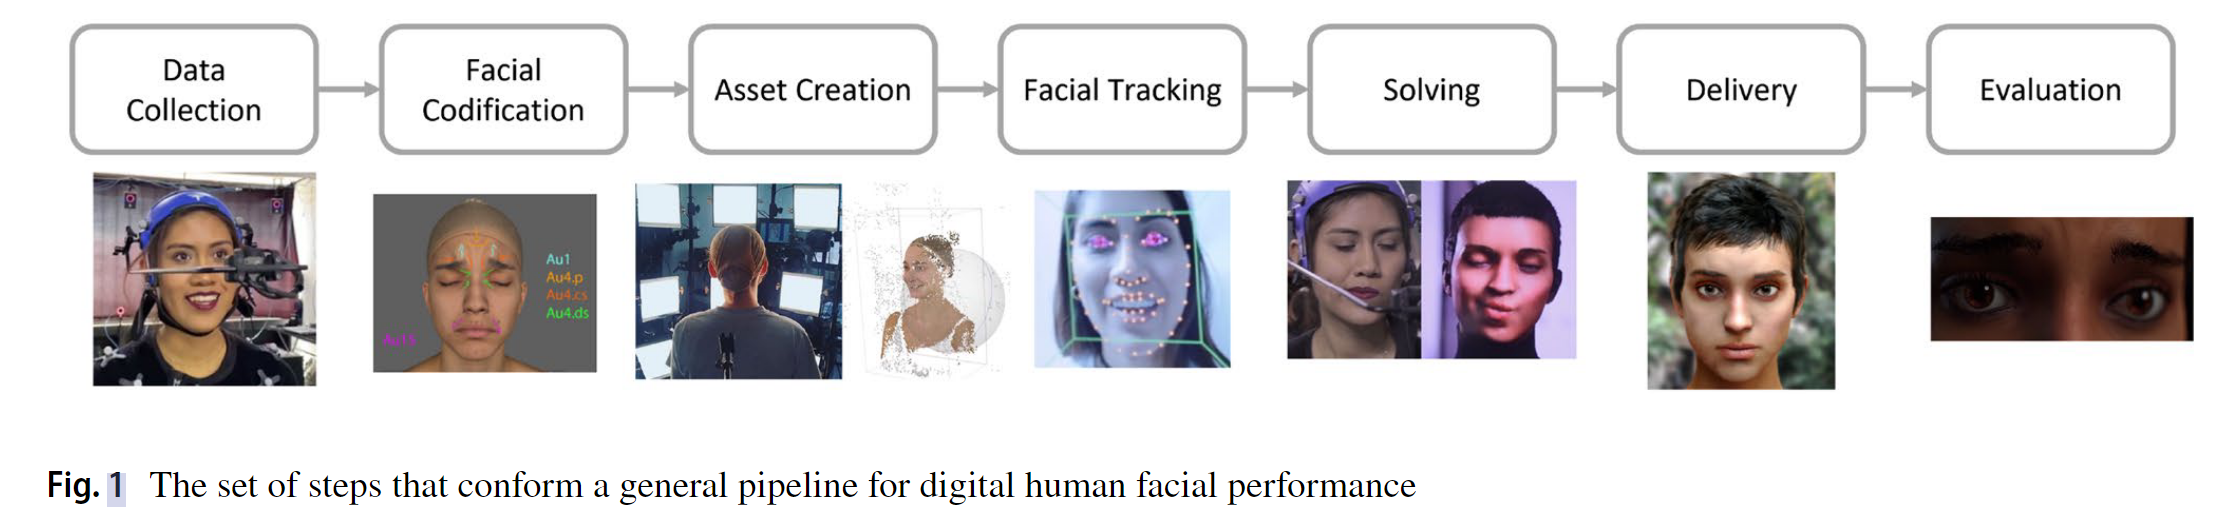 Data
Collection
Facial
Codification
Asset Creation
Facial Tracking
Solving
Delivery
Evaluation
Au1
Au4.p
Au4.cs
Au4.ds
Au15
Fig. 1 The set of steps that conform a general pipeline for digital human facial performance